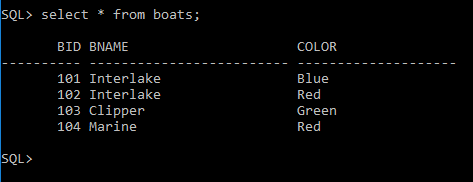 SQL> select * from boats;
       BID BNAME                     COLOR
---------- ------------------------- --------------------
       101 Interlake                 Blue
       102 Interlake                 Red
       103 Clipper                   Green
       104 Marine                    Red
SQL>